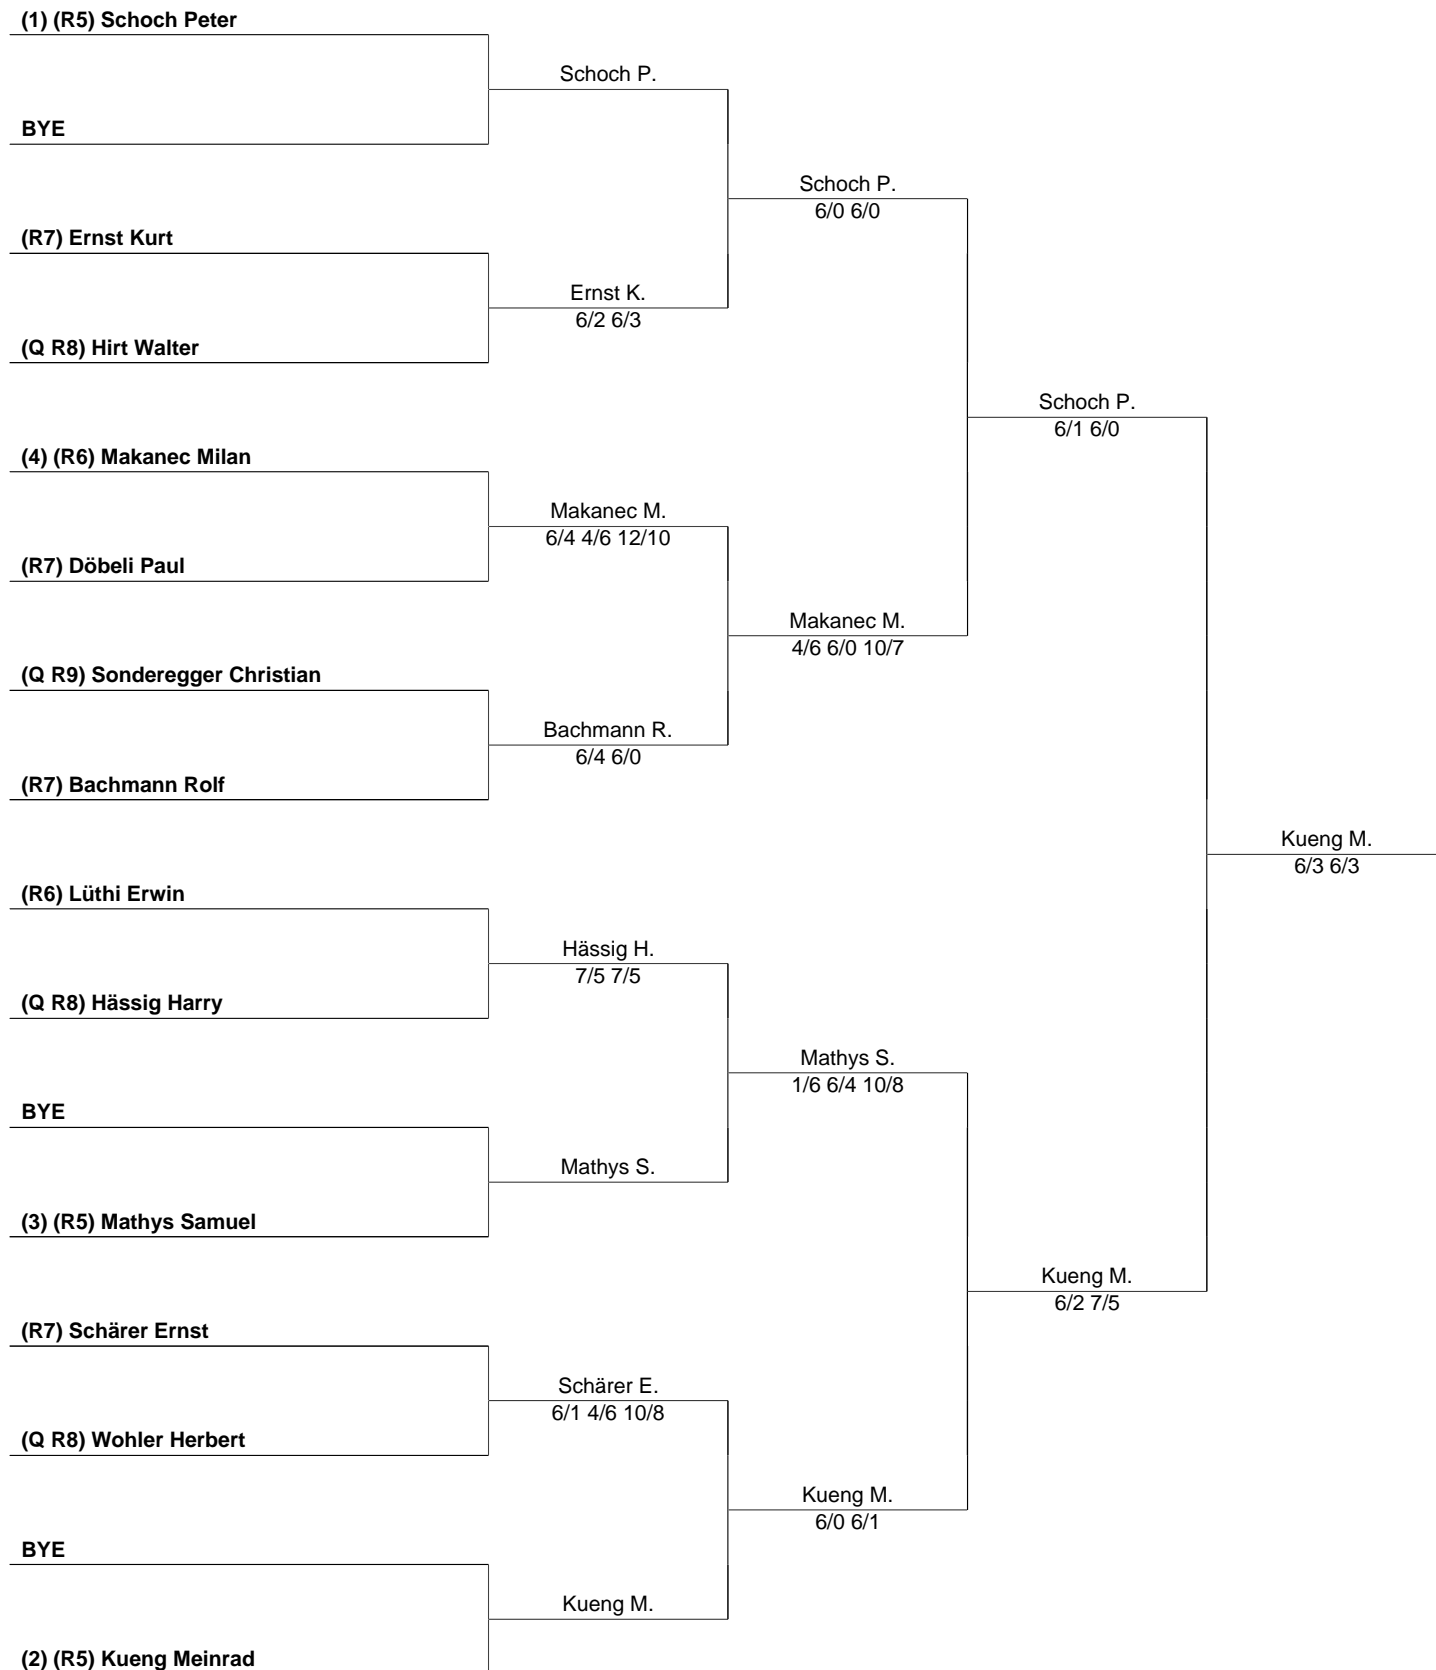 (1) (R5) Schoch Peter
Schoch P.
BYE
Schoch P.
6/0 6/0
(R7) Ernst Kurt
Ernst K.
6/2 6/3
(Q R8) Hirt Walter
Schoch P.
6/1 6/0
(4) (R6) Makanec Milan
Makanec M.
6/4 4/6 12/10
(R7) Döbeli Paul
Makanec M.
4/6 6/0 10/7
(Q R9) Sonderegger Christian
Bachmann R.
6/4 6/0
(R7) Bachmann Rolf
Kueng M.
6/3 6/3
(R6) Lüthi Erwin
Hässig H.
7/5 7/5
(Q R8) Hässig Harry
Mathys S.
1/6 6/4 10/8
BYE
Mathys S.
(3) (R5) Mathys Samuel
Kueng M.
6/2 7/5
(R7) Schärer Ernst
Schärer E.
6/1 4/6 10/8
(Q R8) Wohler Herbert
Kueng M.
6/0 6/1
BYE
Kueng M.
(2) (R5) Kueng Meinrad